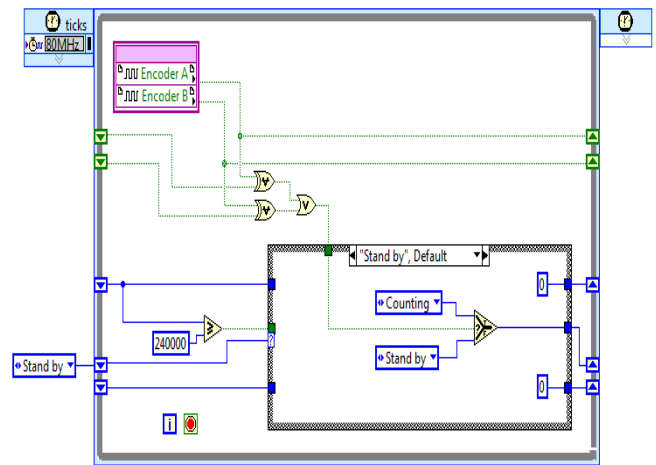 ticks
80MHz
Encoder A
Encoder B
V
V
V
"Stand by", Default
0
Counting
?
≥
240000
?
Stand by
Stand by
0
i